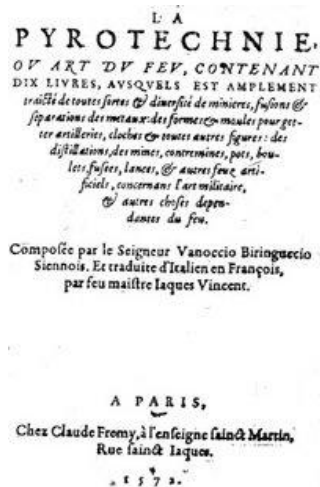 LA
PYROTECHNIE,
OV ART DV FEV, CONTENANT
DIX LIVRES, AVSQVELS EST AMPLEMENT
traicté de toutes sortes & diuersité de minieres, fusions &
separations des metaux: des formes & moules pour get-
ter artilleries, cloches & toutes autres figures: des
distillations, des mines, contremines, pots, bou-
lets, fusées, lances, & autres feuz arti-
ficiels, concernans l'art militaire,
& autres choses depen-
dantes du feu.
Composée par le Seigneur Vanoccio Biringuccio
Siennois. Et traduite d'Italien en François,
par feu maistre Iaques Vincent.
A PARIS,
Chez Claude Fremy, à l'enseigne sainct Martin,
Rue sainct Iaques.
1572.